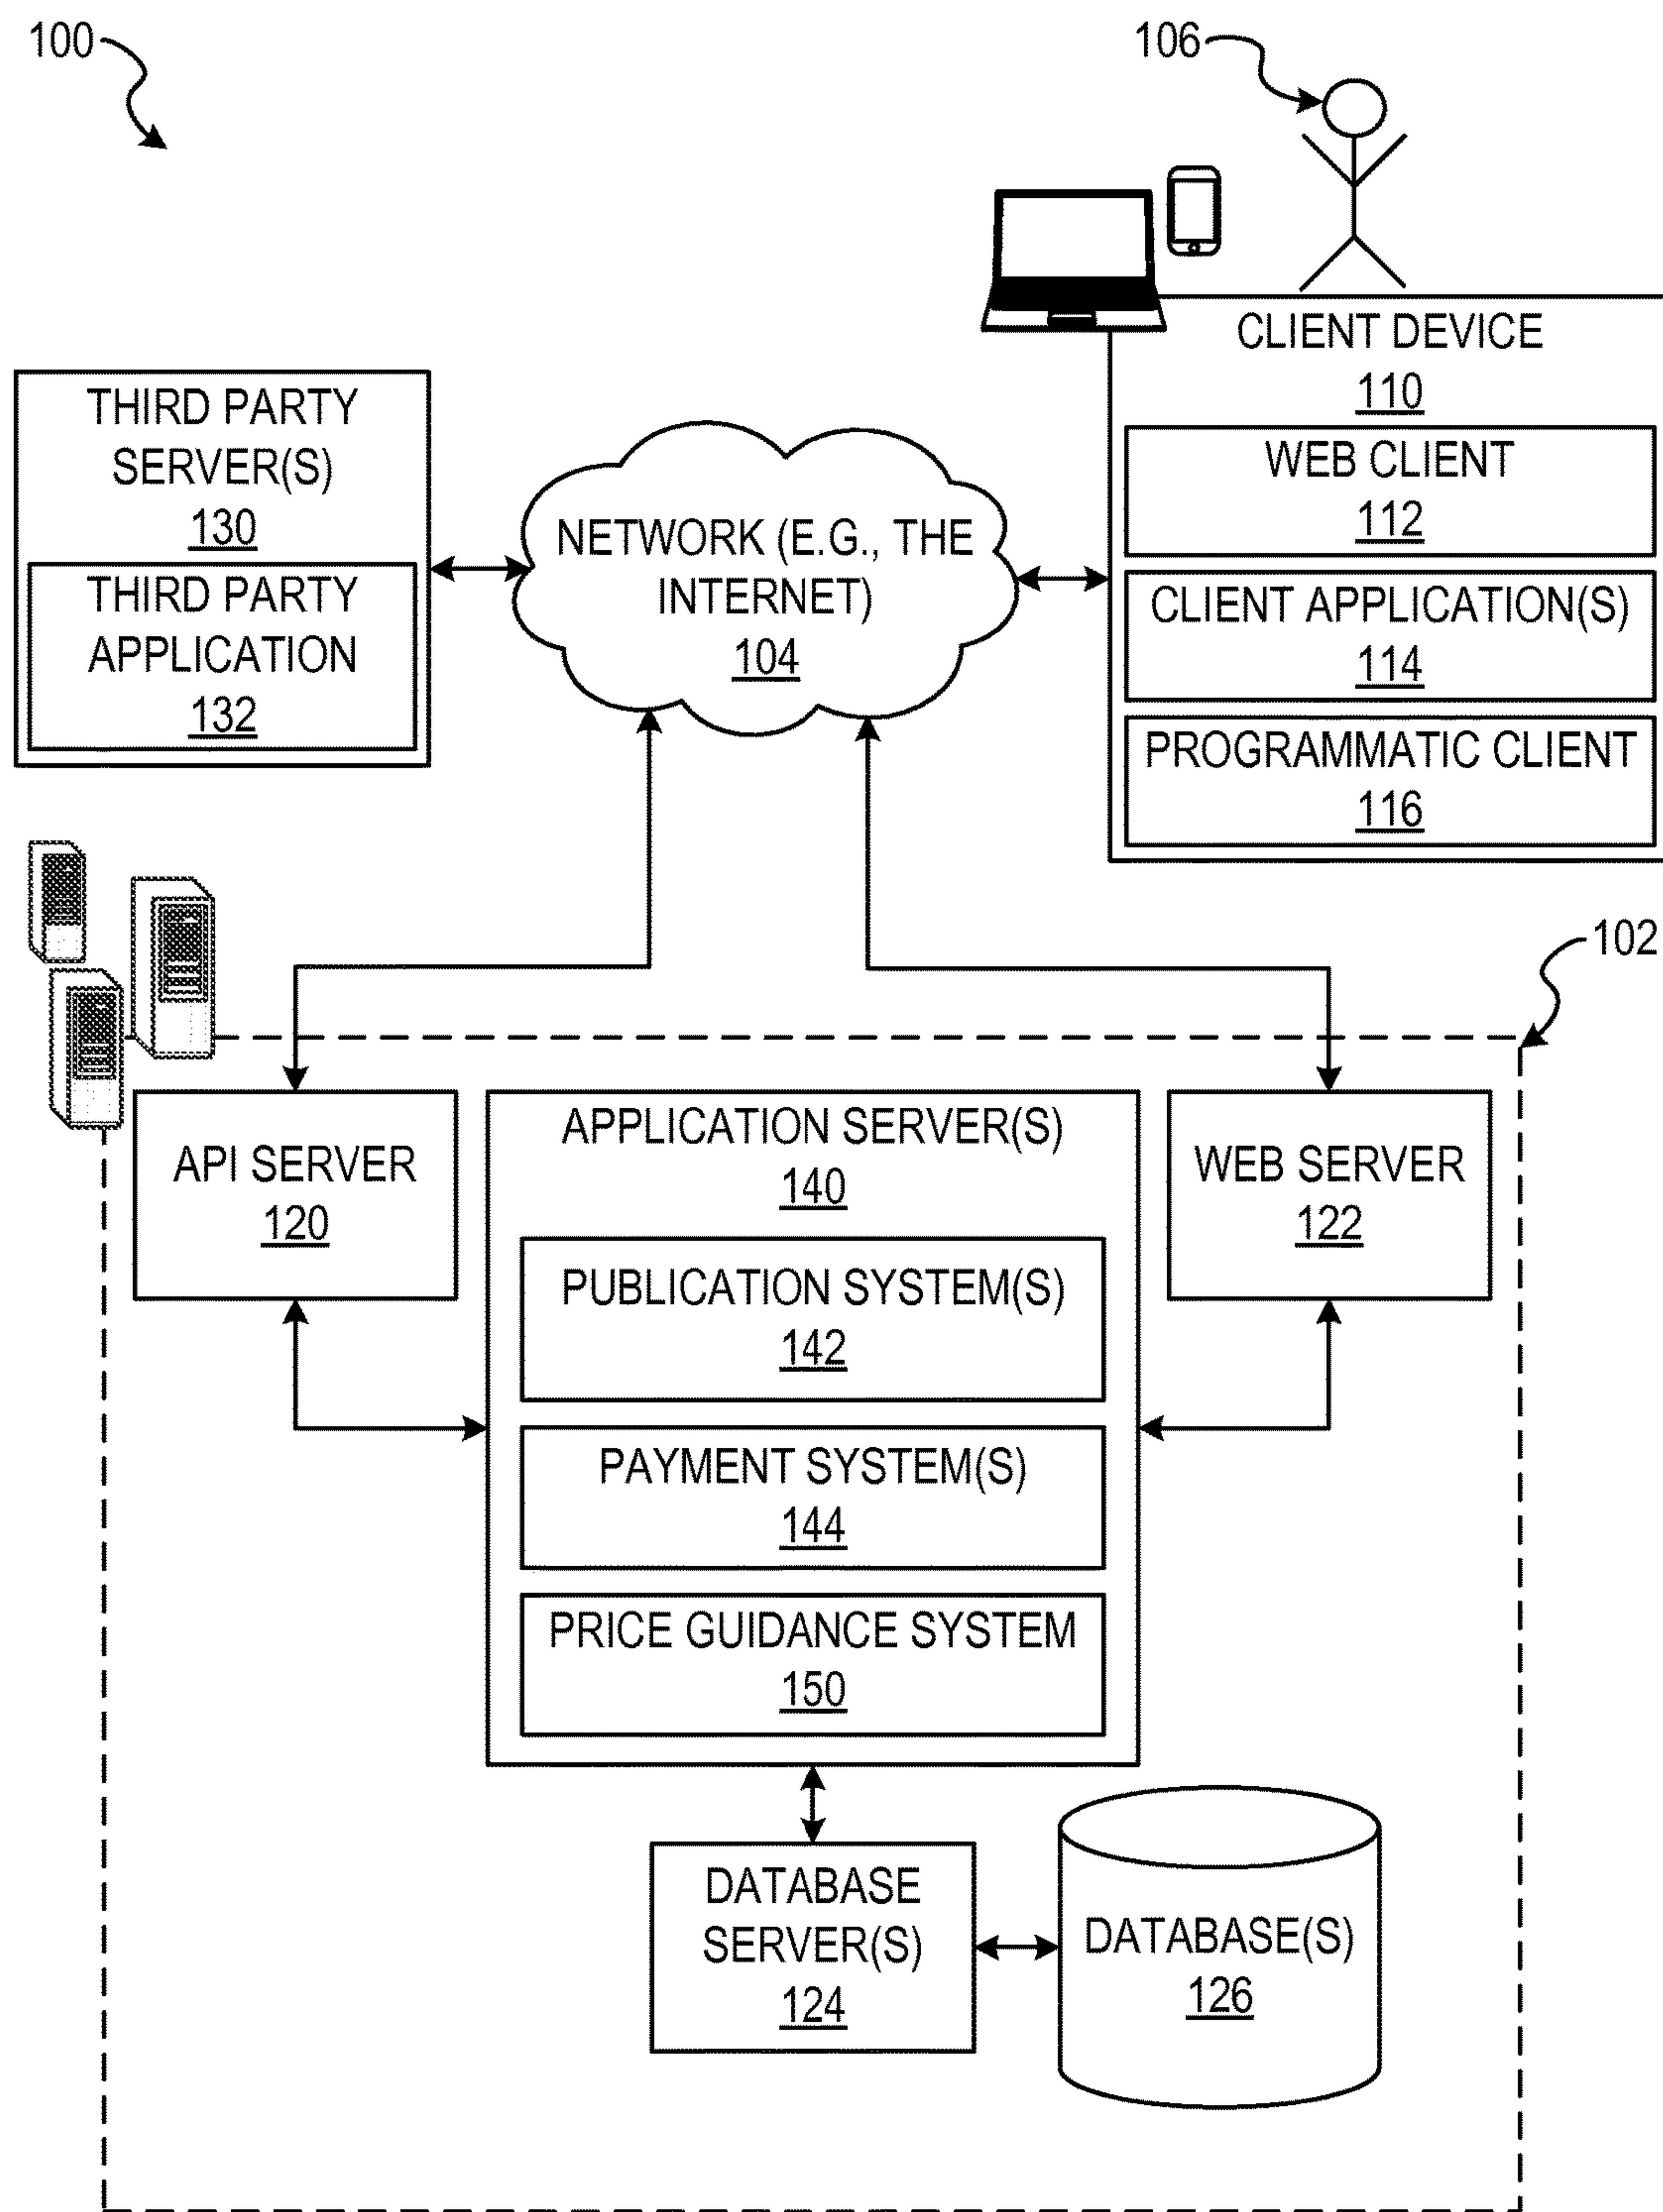 100
106
CLIENT DEVICE
110
WEB CLIENT
112
CLIENT APPLICATION(S)
114
PROGRAMMATIC CLIENT
116
THIRD PARTY
SERVER(S)
130
THIRD PARTY
APPLICATION
132
NETWORK (E.G., THE
INTERNET)
104
102
API SERVER
120
APPLICATION SERVER(S)
140
PUBLICATION SYSTEM(S)
142
PAYMENT SYSTEM(S)
144
PRICE GUIDANCE SYSTEM
150
WEB SERVER
122
DATABASE
SERVER(S)
124
DATABASE(S)
126